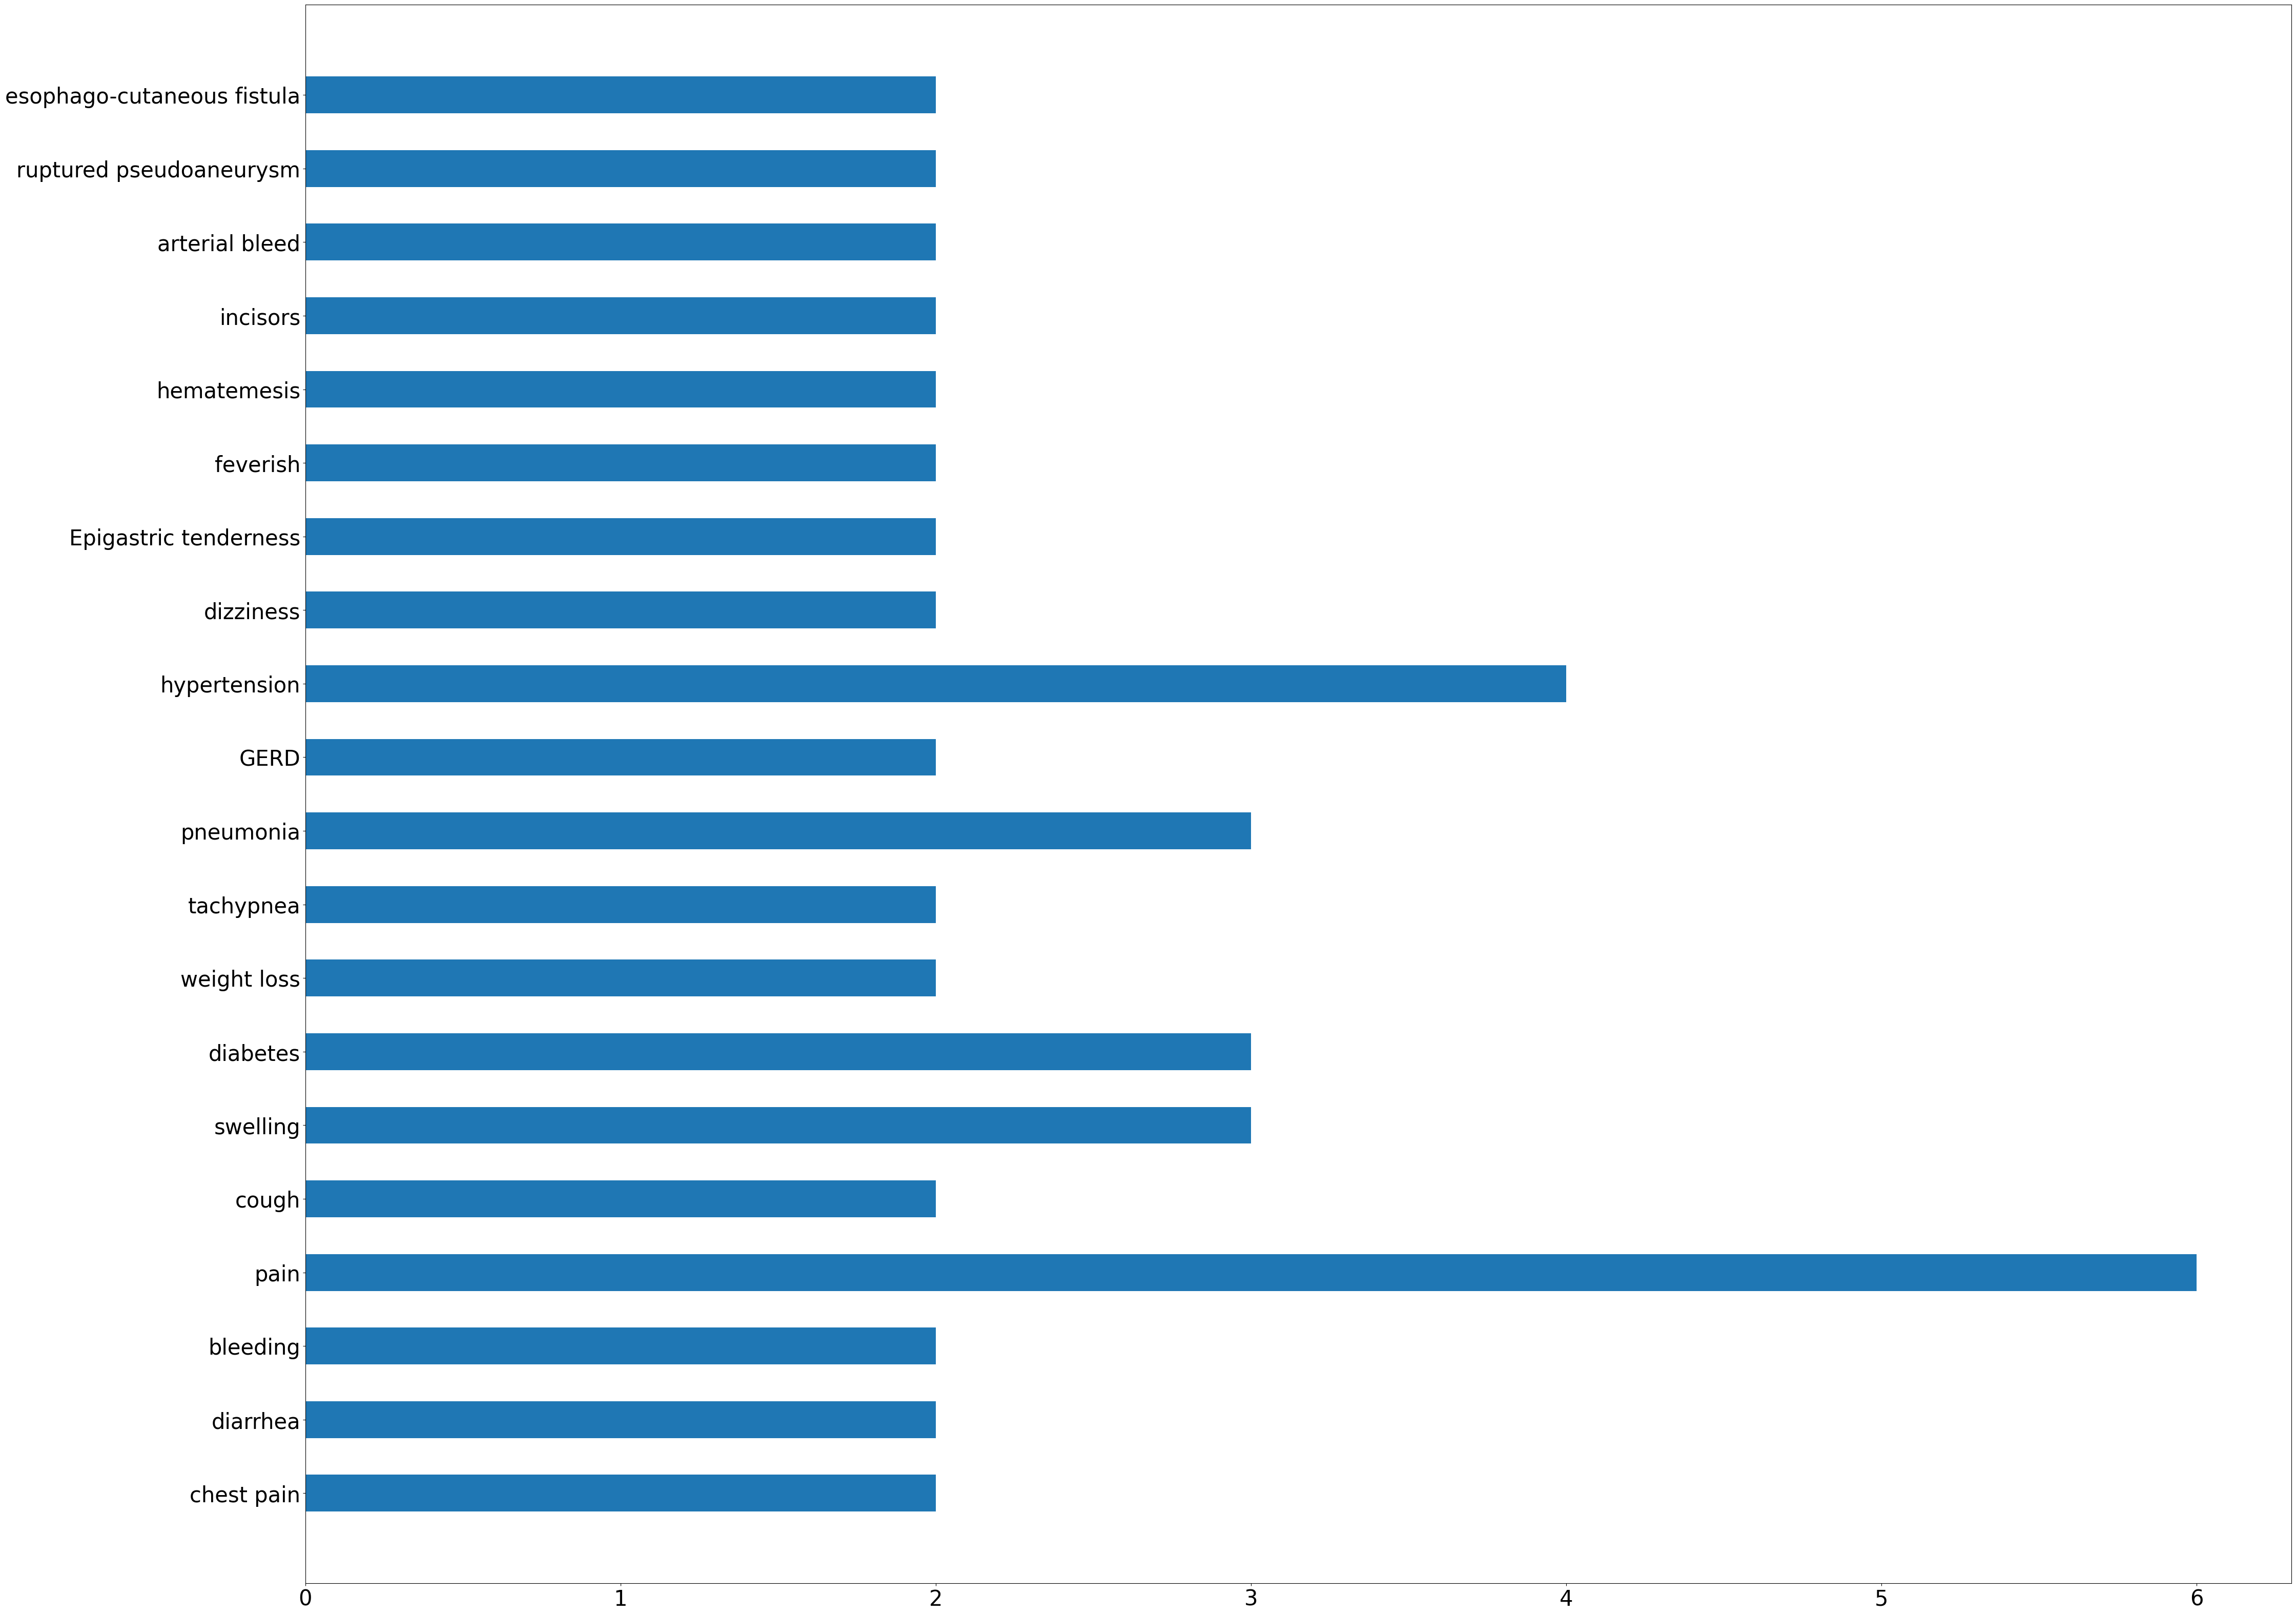 esophago-cutaneous fistula
ruptured pseudoaneurysm
arterial bleed
incisors
hematemesis
feverish
Epigastric tenderness
dizziness
hypertension
GERD
pneumonia
tachypnea
weight loss
diabetes
swelling
cough
pain
bleeding
diarrhea
chest pain
0 1 2 3 4 5 6